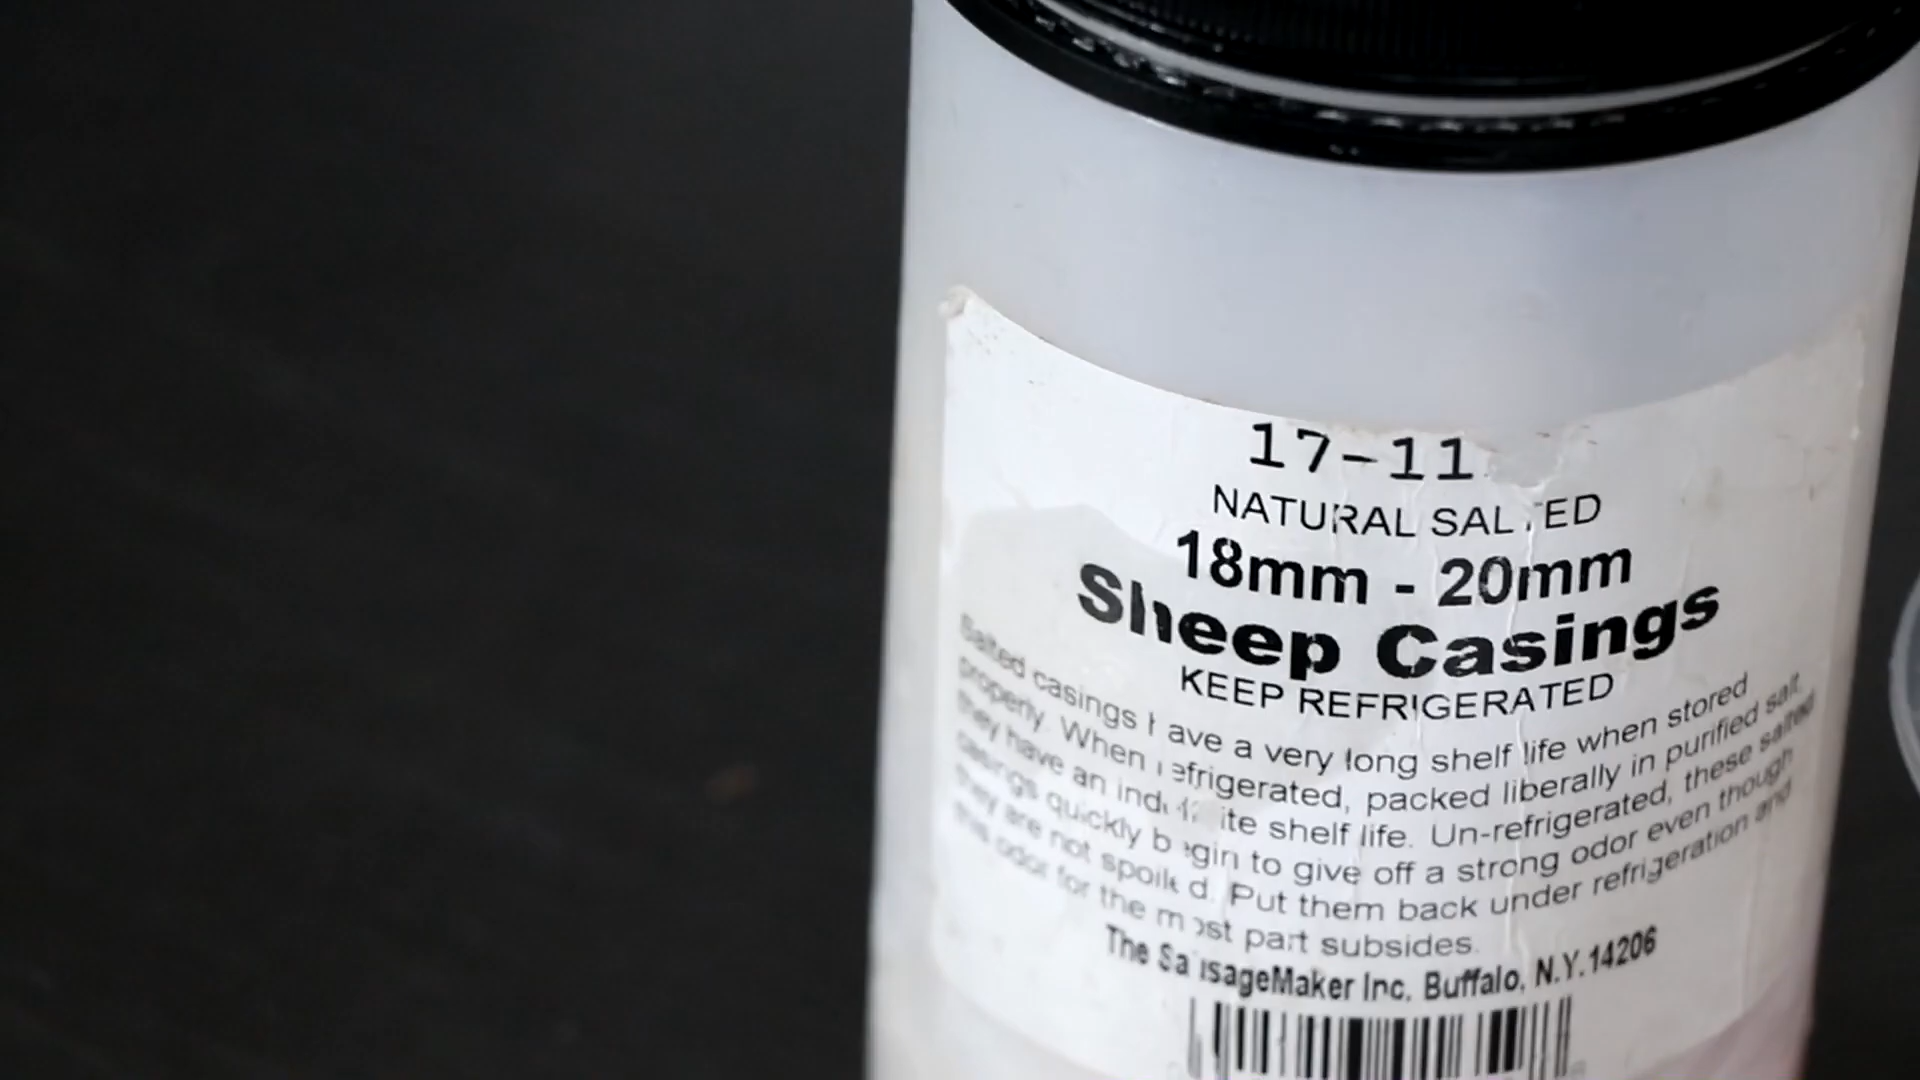 17-11
NATURAL SALTED
18mm - 20mm
Sheep Casings
KEEP REFRIGERATED
Salted casings have a very long shelf life when stored
properly. When refrigerated, packed liberally in purified salt,
they have an indefinite shelf life. Un-refrigerated, these salted
casings quickly begin to give off a strong odor even though
they are not spoiled. Put them back under refrigeration and
this odor for the most part subsides.
The SausageMaker Inc. Buffalo, N.Y. 14206